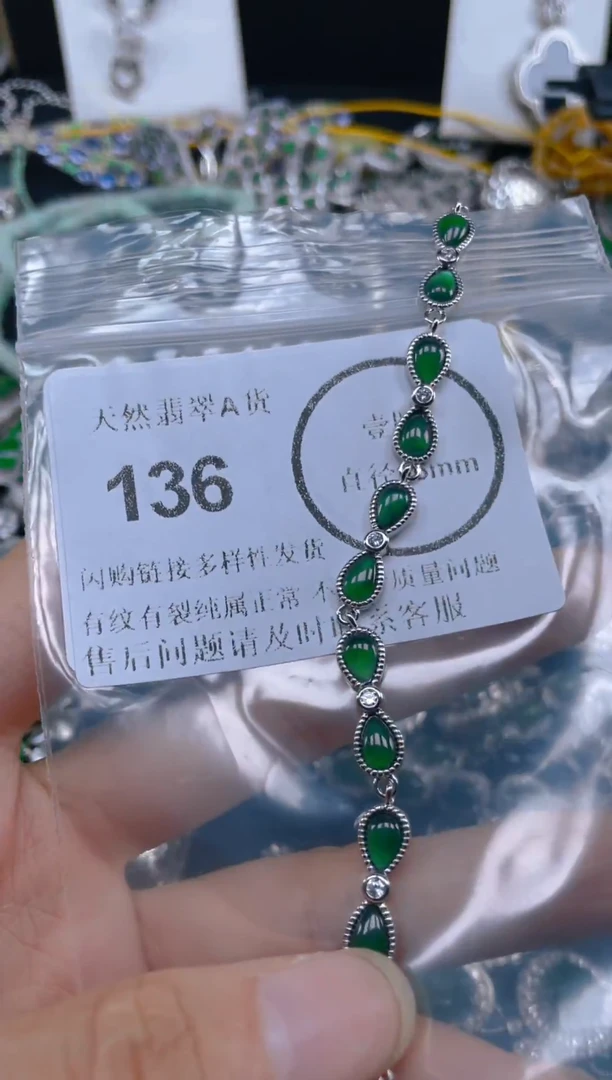 天然翡翠A货
136
直径 mm
闪购链接多样性发货
有纹有裂纯属正常 不 质量问题
售后问题请及时 系客服